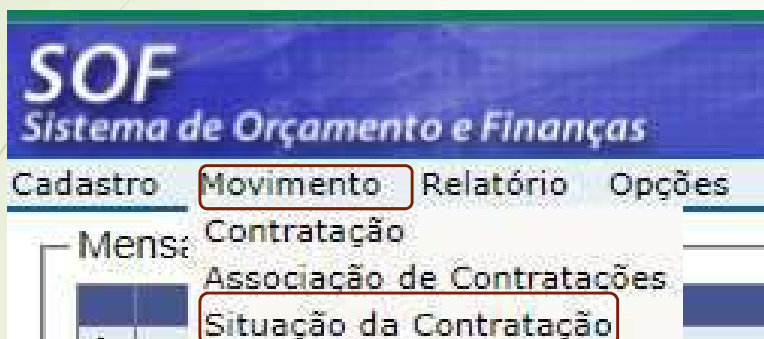 SOF
Sistema de Orçamento e Finanças
Cadastro Movimento Relatório Opções
Contratação
Associação de Contratações
Situação da Contratação